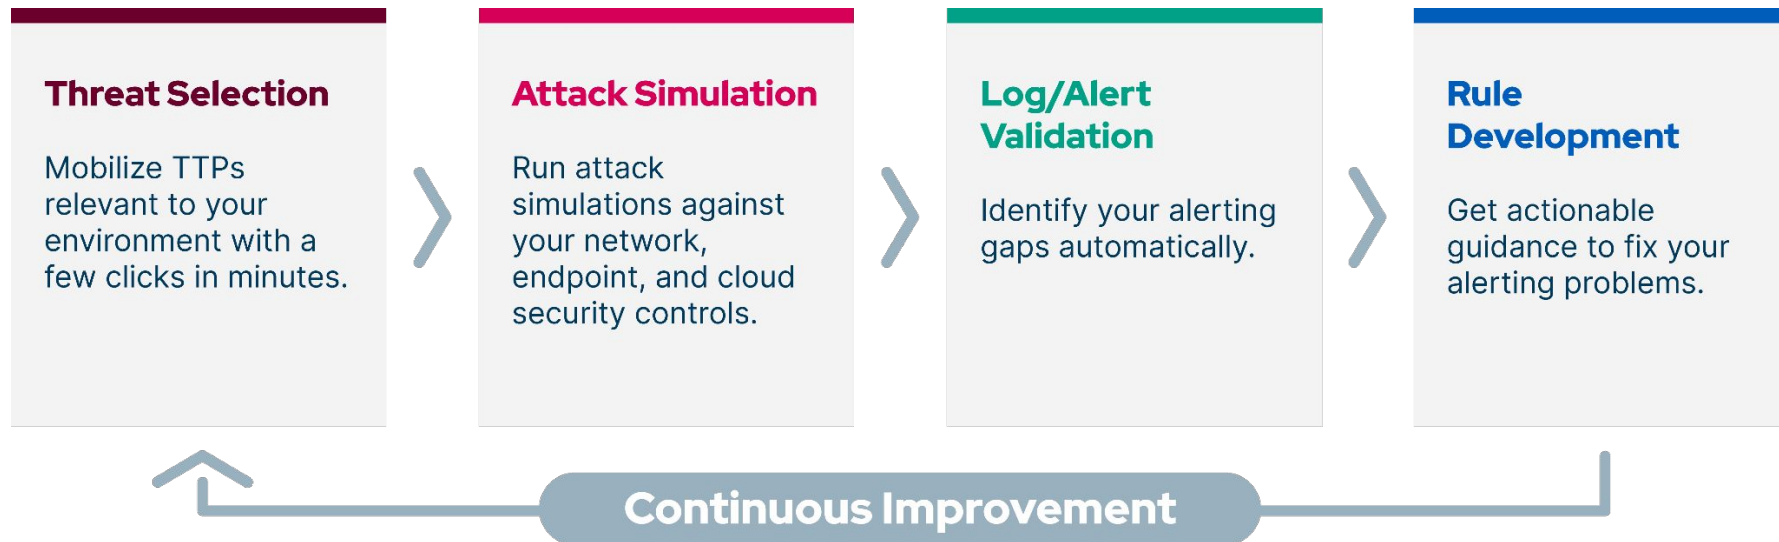 Threat Selection
Mobilize TTPs
relevant to your
environment with a
few clicks in minutes.
Attack Simulation
Run attack
simulations against
your network,
endpoint, and cloud
security controls.
Log/Alert
Validation
Identify your alerting
gaps automatically.
Rule
Development
Get actionable
guidance to fix your
alerting problems.
Continuous Improvement